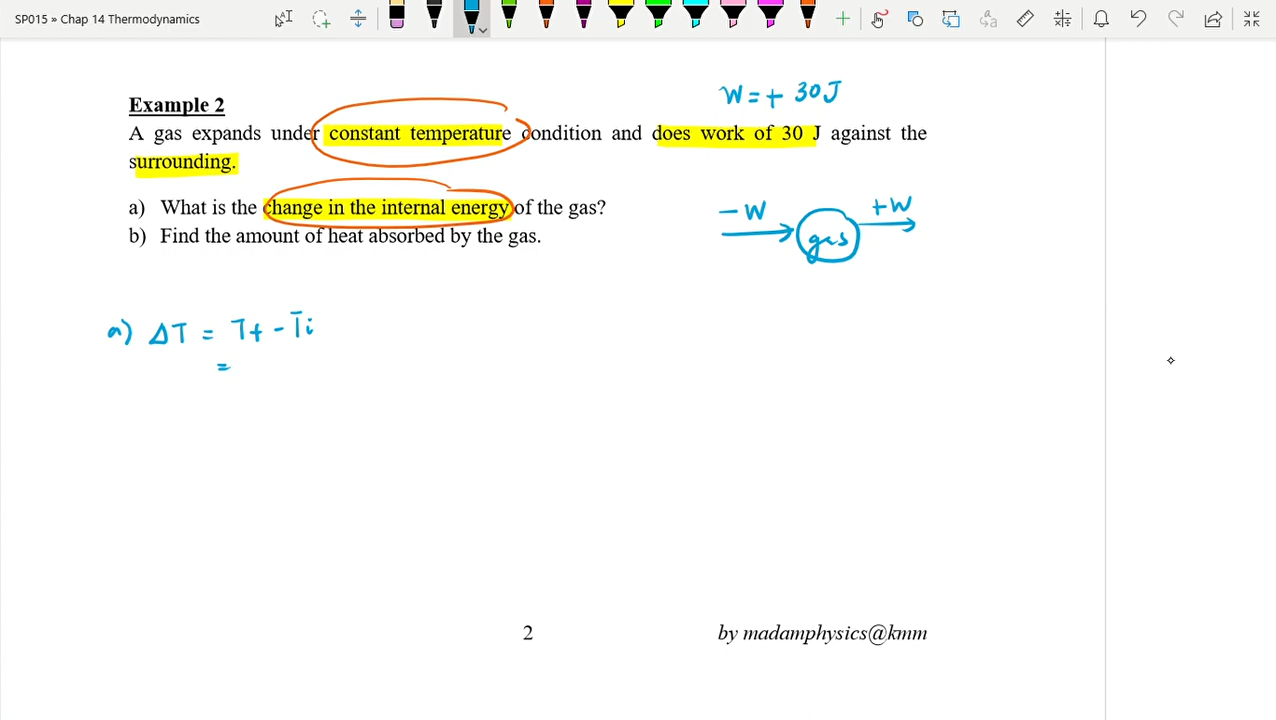 SP015 » Chap 14 Thermodynamics
Example 2
W = + 30J
A gas expands under constant temperature condition and does work of 30 J against the
surrounding.
a) What is the change in the internal energy of the gas?
b) Find the amount of heat absorbed by the gas.
-W
gas
+W
a) ΔT = Tf - Ti
=
2
by madamphysics@kmm